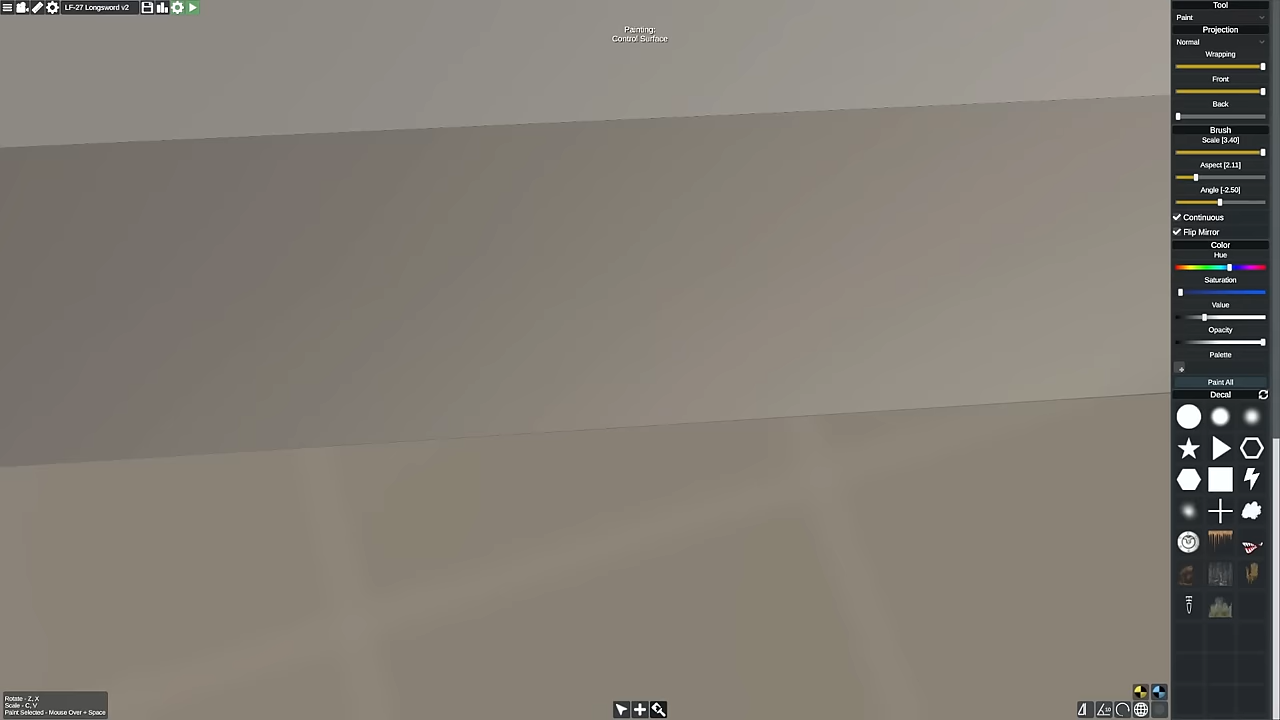 LF-27 Longsword v2
Painting:
Control Surface
Tool
Paint
Projection
Normal
Wrapping
Front
Back
Brush
Scale [3.40]
Aspect [2.11]
Angle [-2.50]
Continuous
Flip Mirror
Color
Hue
Saturation
Value
Opacity
Palette
Paint All
Decal
Rotate - Z, X
Scale - C, V
Paint Selected - Mouse Over + Space